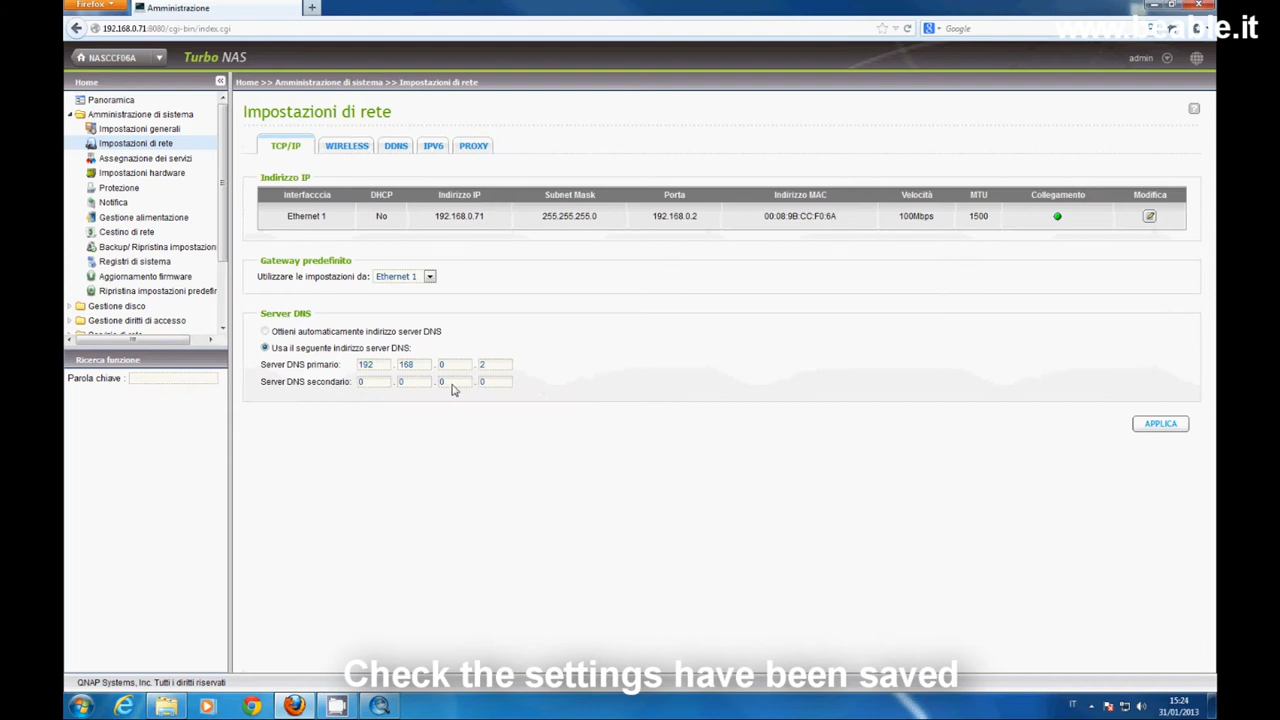 Firefox
Amministrazione
192.168.0.71:8080/cgi-bin/index.cgi
Google
www.beable.it
NASCCF06A
Turbo NAS
admin
Home
Home >> Amministrazione di sistema >> Impostazioni di rete
Panoramica
Amministrazione di sistema
Impostazioni generali
Impostazioni di rete
Assegnazione dei servizi
Impostazioni hardware
Protezione
Notifica
Gestione alimentazione
Cestino di rete
Backup/ Ripristina impostazion
Registri di sistema
Aggiornamento firmware
Ripristina impostazioni predefir
Gestione disco
Gestione diritti di accesso
Ricerca funzione
Parola chiave :
Impostazioni di rete
TCP/IP WIRELESS DDNS IPV6 PROXY
Indirizzo IP
Interfacccia DHCP Indirizzo IP Subnet Mask Porta Indirizzo MAC Velocità MTU Collegamento Modifica
Ethernet 1 No 192.168.0.71 255.255.255.0 192.168.0.2 00:08:9B:CC:F0:6A 100Mbps 1500
Gateway predefinito
Utilizzare le impostazioni da: Ethernet 1
Server DNS
Ottieni automaticamente indirizzo server DNS
Usa il seguente indirizzo server DNS:
Server DNS primario: 192 . 168 . 0 . 2
Server DNS secondario: 0 . 0 . 0 . 0
APPLICA
Check the settings have been saved
QNAP Systems, Inc. Tutti i diritti riservati
IT
15:24
31/01/2013